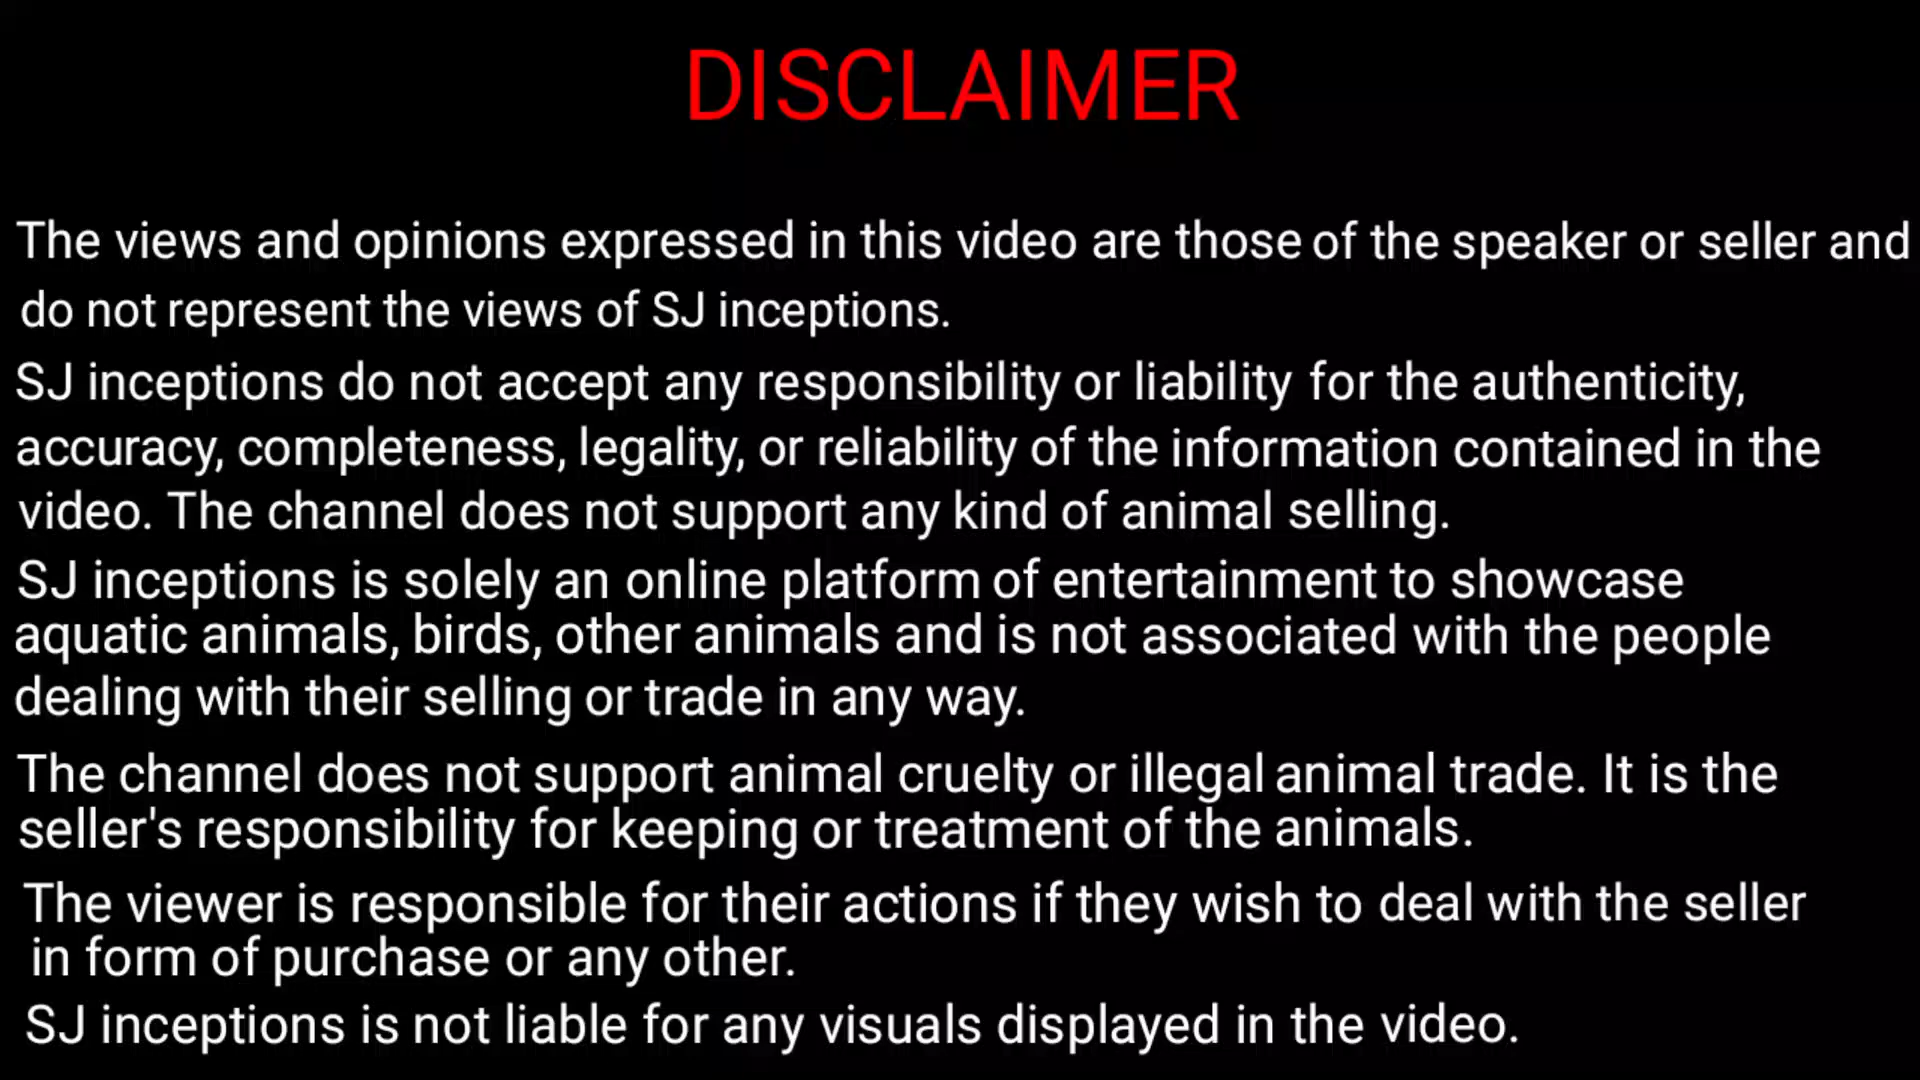 DISCLAIMER
The views and opinions expressed in this video are those of the speaker or seller and
do not represent the views of SJ inceptions.
SJ inceptions do not accept any responsibility or liability for the authenticity,
accuracy, completeness, legality, or reliability of the information contained in the
video. The channel does not support any kind of animal selling.
SJ inceptions is solely an online platform of entertainment to showcase
aquatic animals, birds, other animals and is not associated with the people
dealing with their selling or trade in any way.
The channel does not support animal cruelty or illegal animal trade. It is the
seller's responsibility for keeping or treatment of the animals.
The viewer is responsible for their actions if they wish to deal with the seller
in form of purchase or any other.
SJ inceptions is not liable for any visuals displayed in the video.